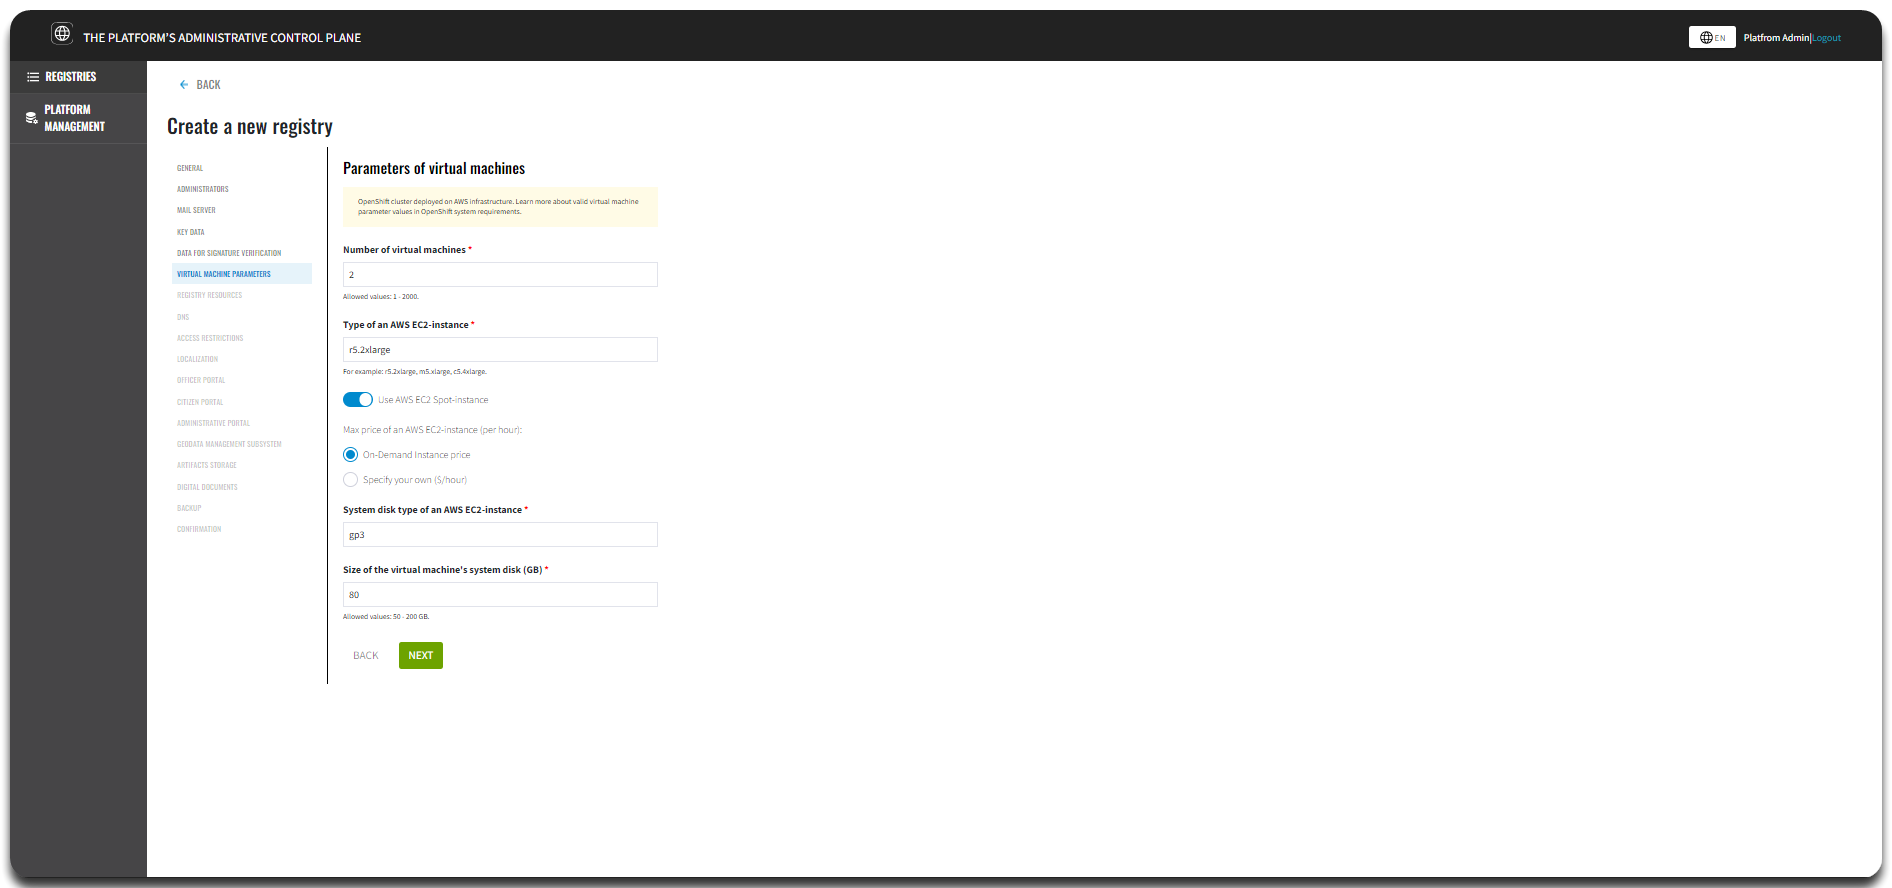 THE PLATFORM'S ADMINISTRATIVE CONTROL PLANE
EN
Platfrom Admin|Logout
REGISTRIES
PLATFORM
MANAGEMENT
BACK
Create a new registry
GENERAL
ADMINISTRATORS
MAIL SERVER
KEY DATA
DATA FOR SIGNATURE VERIFICATION
VIRTUAL MACHINE PARAMETERS
REGISTRY RESOURCES
DNS
ACCESS RESTRICTIONS
LOCALIZATION
OFFICER PORTAL
CITIZEN PORTAL
ADMINISTRATIVE PORTAL
GEODATA MANAGEMENT SUBSYSTEM
ARTIFACTS STORAGE
DIGITAL DOCUMENTS
BACKUP
CONFIRMATION
Parameters of virtual machines
OpenShift cluster deployed on AWS infrastructure. Learn more about valid virtual machine
parameter values in OpenShift system requirements.
Number of virtual machines *
2
Allowed values: 1 - 2000.
Type of an AWS EC2-instance *
r5.2xlarge
For example: r5.2xlarge, m5.xlarge, c5.4xlarge.
Use AWS EC2 Spot-instance
Max price of an AWS EC2-instance (per hour):
On-Demand Instance price
Specify your own ($/hour)
System disk type of an AWS EC2-instance *
gp3
Size of the virtual machine's system disk (GB) *
80
Allowed values: 50 - 200 GB.
BACK
NEXT